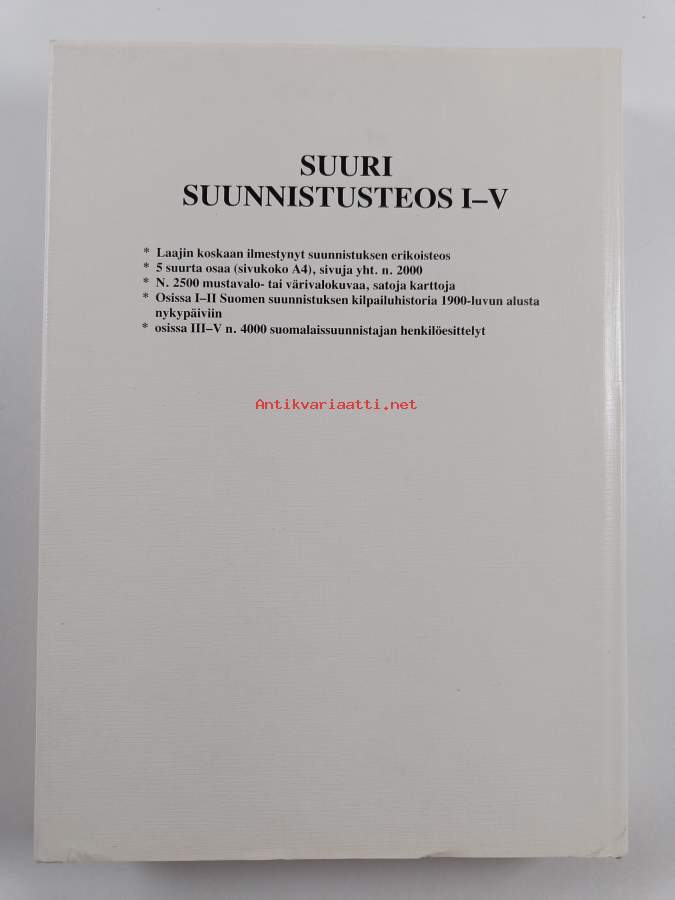 SUURI
SUUNNISTUSTEOS I–V
* Laajin koskaan ilmestynyt suunnistuksen erikoisteos
* 5 suurta osaa (sivukoko A4), sivuja yht. n. 2000
* N. 2500 mustavalo- tai värivalokuvaa, satoja karttoja
* Osissa I–II Suomen suunnistuksen kilpailuhistoria 1900-luvun alusta
nykypäiviin
* osissa III–V n. 4000 suomalaissuunnistajan henkilöesittelyt
Antikvariaatti.net